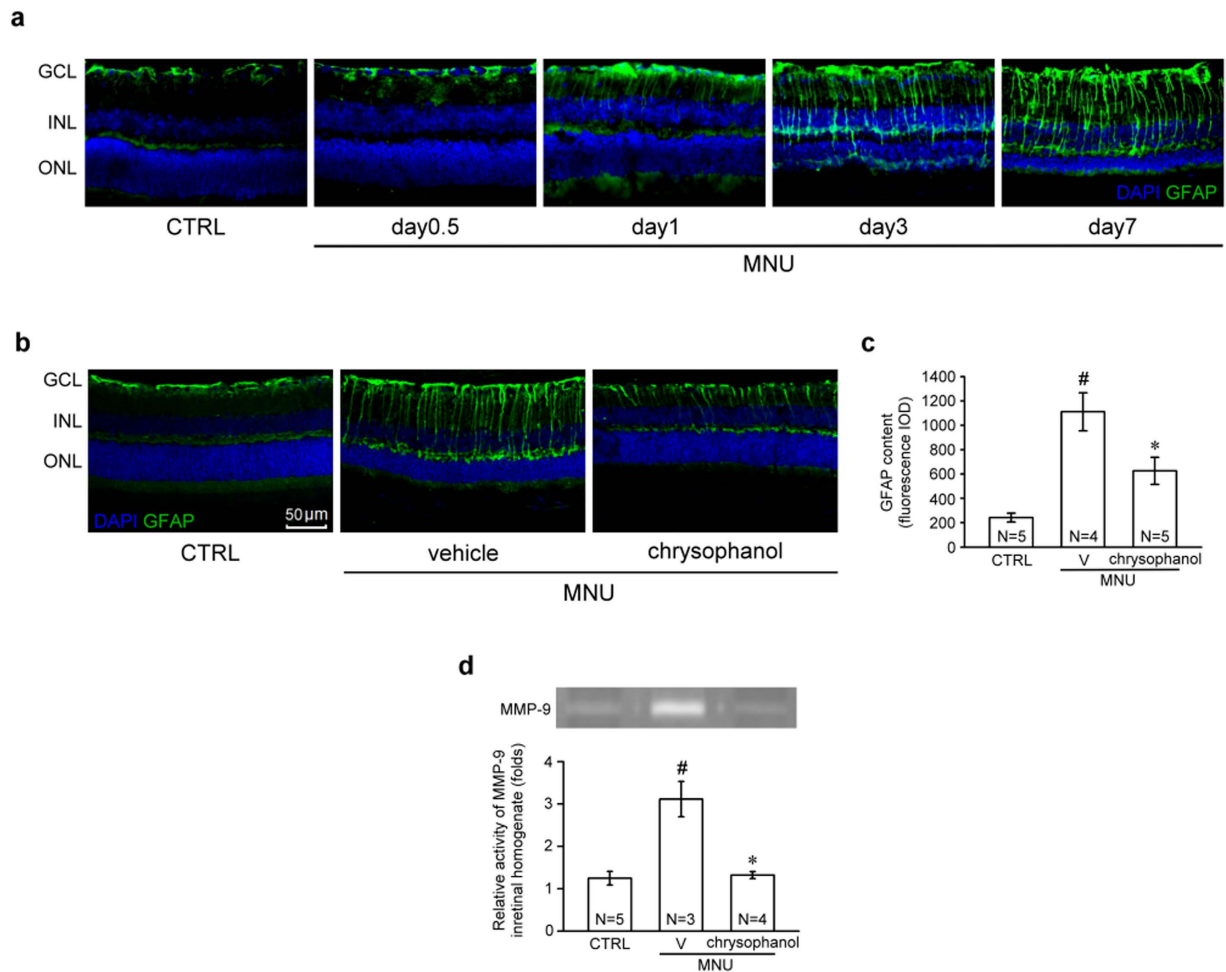 a
GCL
INL
ONL
DAPI GFAP
CTRL
day0.5
day1
day3
day7
MNU
b
GCL
INL
ONL
DAPI GFAP
50 μm
CTRL
vehicle
chrysophanol
MNU
c
GFAP content
(fluorescence IOD)
1400
1200
1000
800
600
400
200
0
#
*
N=5
N=4
N=5
CTRL
V
chrysophanol
MNU
d
MMP-9
Relative activity of MMP-9
inretinal homogenate (folds)
4
3
2
1
0
#
*
N=5
N=3
N=4
CTRL
V
chrysophanol
MNU